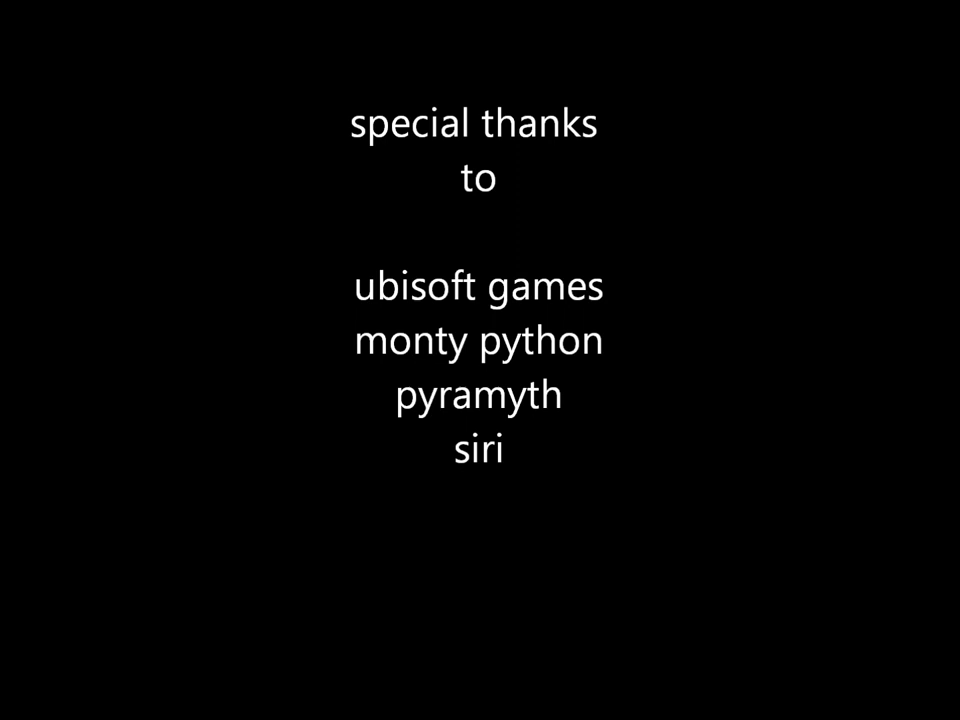 special thanks
to
ubisoft games
monty python
pyramyth
siri